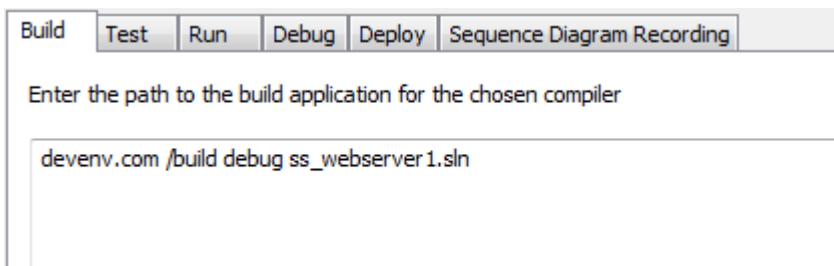 Build Test Run Debug Deploy Sequence Diagram Recording
Enter the path to the build application for the chosen compiler
devenv.com /build debug ss_webserver1.sln